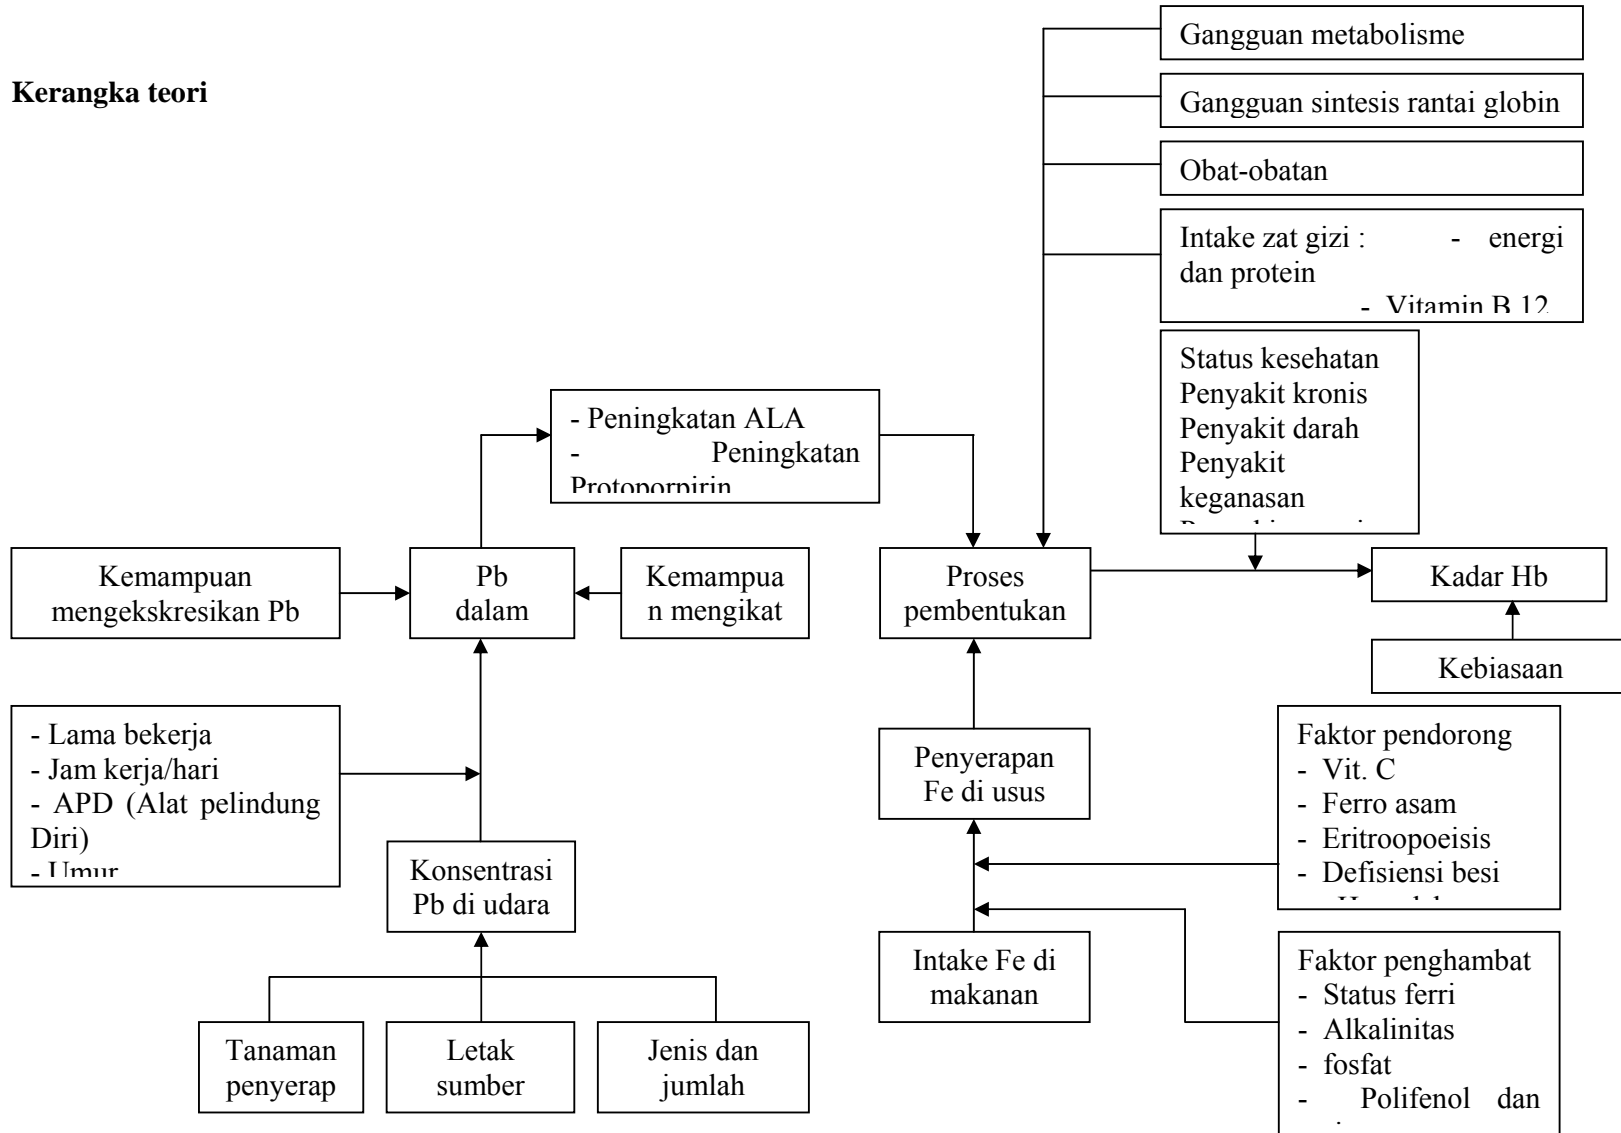 Kerangka teori
Gangguan metabolisme
Gangguan sintesis rantai globin
Obat-obatan
Intake zat gizi : - energi
dan protein
- Vitamin B 12
Status kesehatan
Penyakit kronis
Penyakit darah
Penyakit
keganasan
- Peningkatan ALA
- Peningkatan
Protoporpirin
Kemampuan
mengekskresikan Pb
Pb
dalam
Kemampua
n mengikat
Proses
pembentukan
Kadar Hb
Kebiasaan
- Lama bekerja
- Jam kerja/hari
- APD (Alat pelindung
Diri)
- Umur
Konsentrasi
Pb di udara
Penyerapan
Fe di usus
Faktor pendorong
- Vit. C
- Ferro asam
- Eritroopoeisis
- Defisiensi besi
Intake Fe di
makanan
Faktor penghambat
- Status ferri
- Alkalinitas
- fosfat
- Polifenol dan
Tanaman
penyerap
Letak
sumber
Jenis dan
jumlah